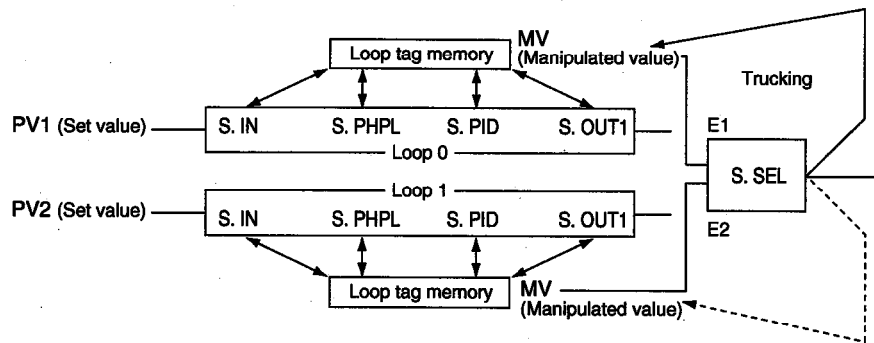 MV
(Manipulated value)
Loop tag memory
Trucking
PV1 (Set value)
S. IN S. PHPL S. PID S. OUT1
Loop 0
E1
S. SEL
E2
Loop 1
PV2 (Set value)
S. IN S. PHPL S. PID S. OUT1
Loop tag memory
MV
(Manipulated value)